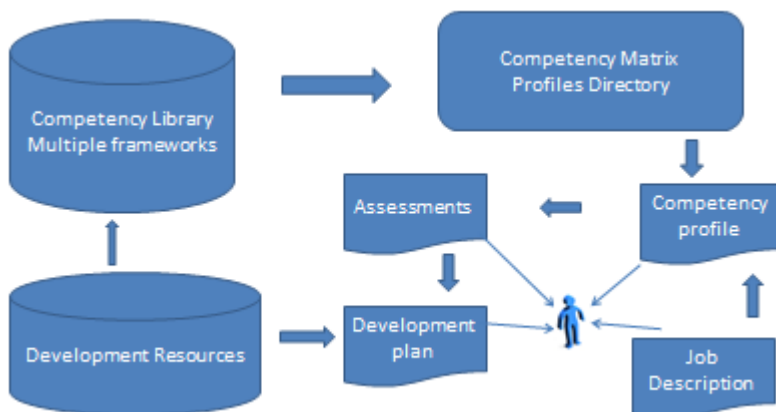 Competency Library
Multiple frameworks
Competency Matrix
Profiles Directory
Assessments
Competency
profile
Development Resources
Development
plan
Job
Description